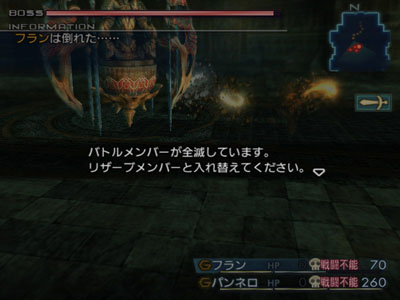 BOSS
INFORMATION
フランは倒れた……
N
バトルメンバーが全滅しています。
リザーブメンバーと入れ替えてください。
G フラン HP 戦闘不能 70
G パンネロ HP 0 戦闘不能 260